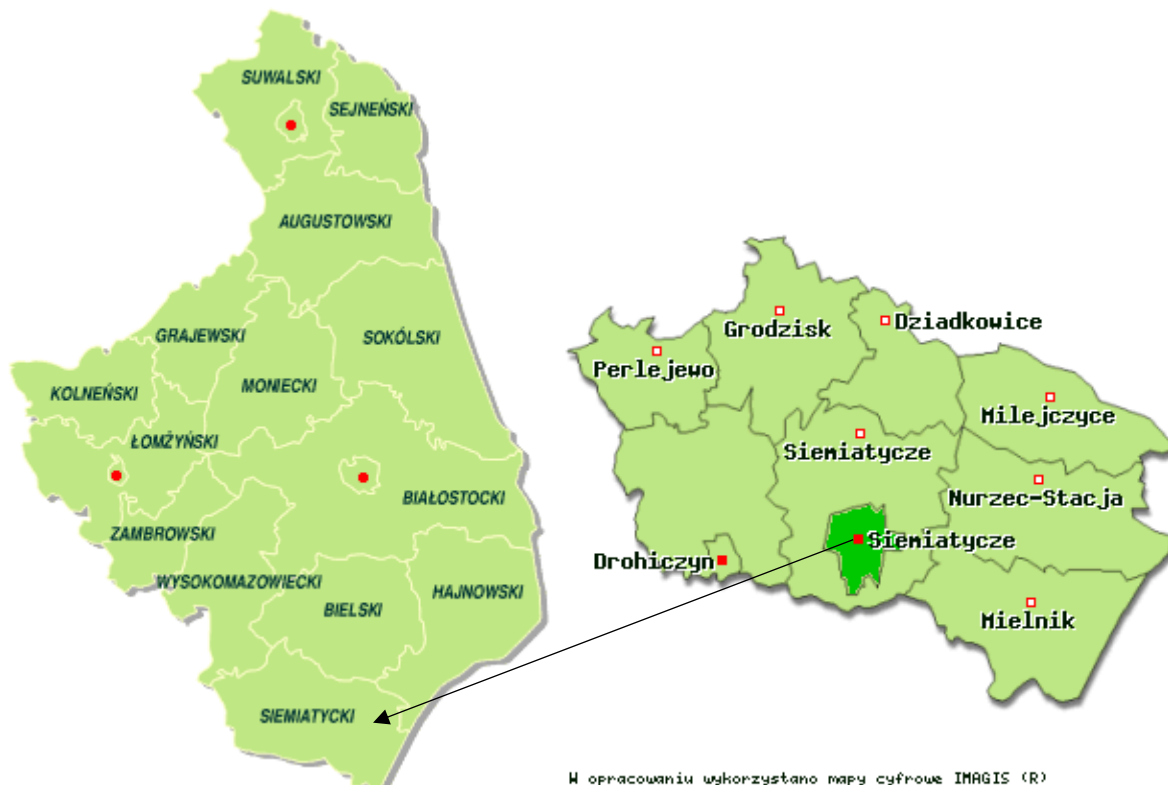 SUWALSKI
SEJNEŃSKI
AUGUSTOWSKI
GRAJEWSKI
SOKÓLSKI
KOLNEŃSKI
MONIECKI
ŁOMŻYŃSKI
BIAŁOSTOCKI
ZAMBROWSKI
WYSOKOMAZOWIECKI
HAJNOWSKI
BIELSKI
SIEMIATYCKI
Grodzisk
Dziadkowice
Perlejewo
Milejczyce
Siemiatycze
Nurzec-Stacja
Siemiatycze
Drohiczyn
Mielnik
W opracowaniu wykorzystano mapy cyfrowe IMAGIS (R)